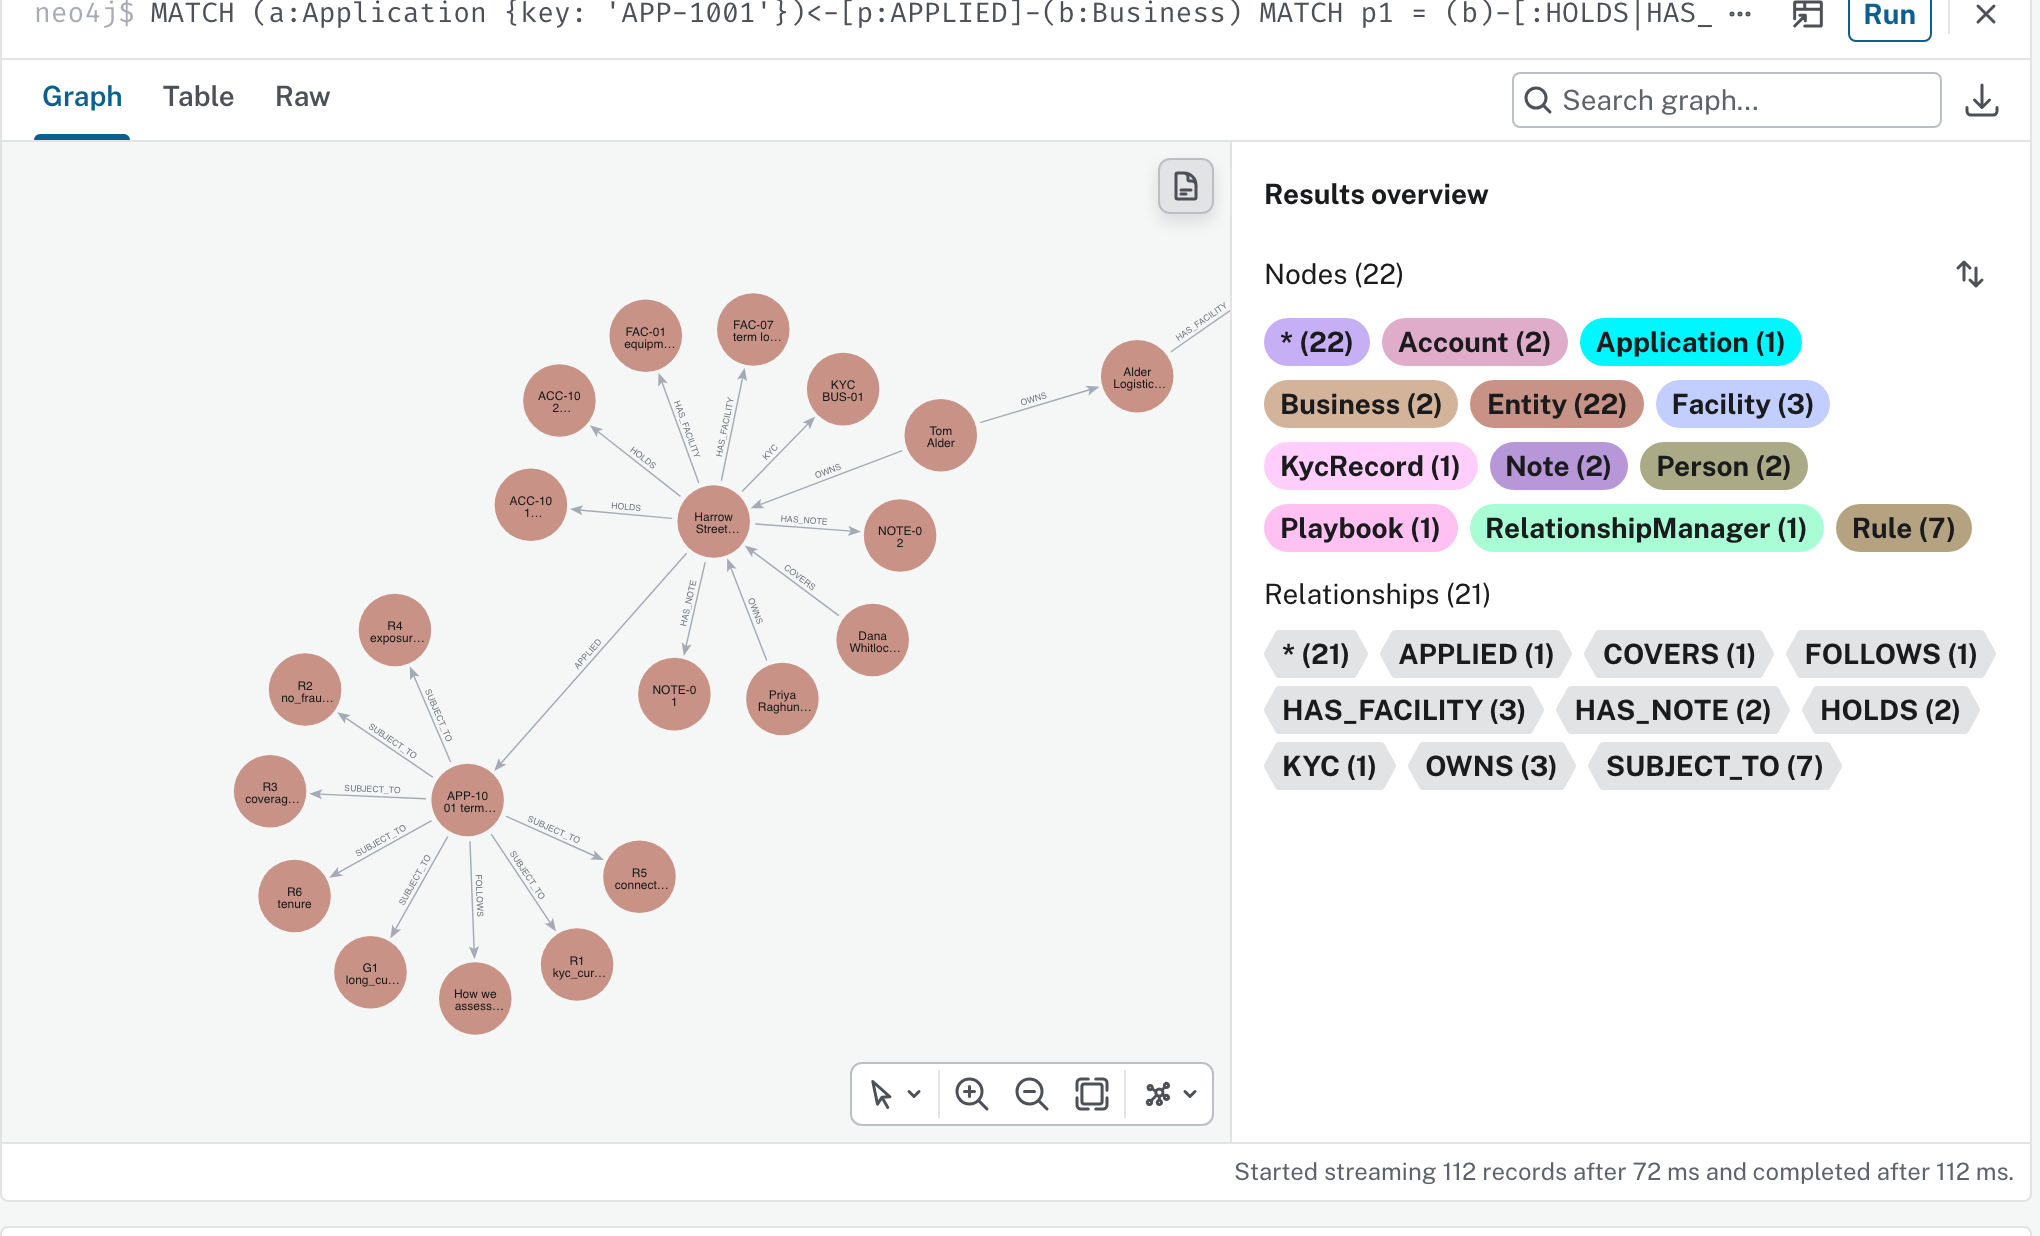 neo4j$ MATCH (a:Application {key: 'APP-1001'})<-[p:APPLIED]-(b:Business) MATCH p1 = (b)-[:HOLDS|HAS_ ···
Run
Graph Table Raw
Search graph...
HAS_FACILITY
FAC-01
equipm...
FAC-07
term lo...
KYC
BUS-01
ACC-10
2...
Alder
Logistic...
OWNS
Tom
Alder
HAS_FACILITY
HAS_FACILITY
KYC
OWNS
HOLDS
ACC-10
1...
HOLDS
Harrow
Street...
HAS_NOTE
NOTE-0
2
COVERS
HAS_NOTE
OWNS
Dana
Whitloc...
APPLIED
NOTE-0
1
Priya
Raghun...
R4
exposur...
R2
no_frau...
SUBJECT_TO
SUBJECT_TO
R3
coverag...
SUBJECT_TO
APP-10
01 term...
SUBJECT_TO
SUBJECT_TO
SUBJECT_TO
SUBJECT_TO
FOLLOWS
R5
connect...
R6
tenure
G1
long_cu...
How we
assess...
R1
kyc_cur...
Results overview
Nodes (22)
* (22) Account (2) Application (1)
Business (2) Entity (22) Facility (3)
KycRecord (1) Note (2) Person (2)
Playbook (1) RelationshipManager (1) Rule (7)
Relationships (21)
* (21) APPLIED (1) COVERS (1) FOLLOWS (1)
HAS_FACILITY (3) HAS_NOTE (2) HOLDS (2)
KYC (1) OWNS (3) SUBJECT_TO (7)
Started streaming 112 records after 72 ms and completed after 112 ms.